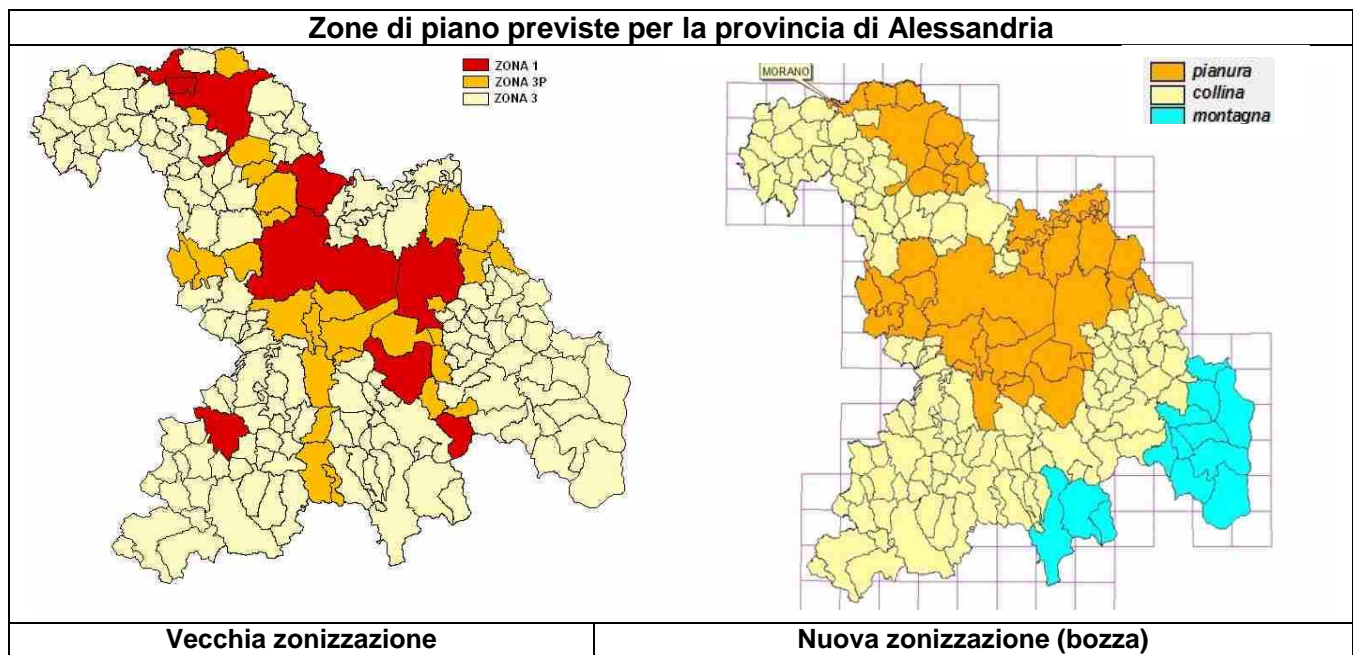 Zone di piano previste per la provincia di Alessandria
ZONA 1
ZONA 3P
ZONA 3
MORANO
pianura
collina
montagna
Vecchia zonizzazione
Nuova zonizzazione (bozza)